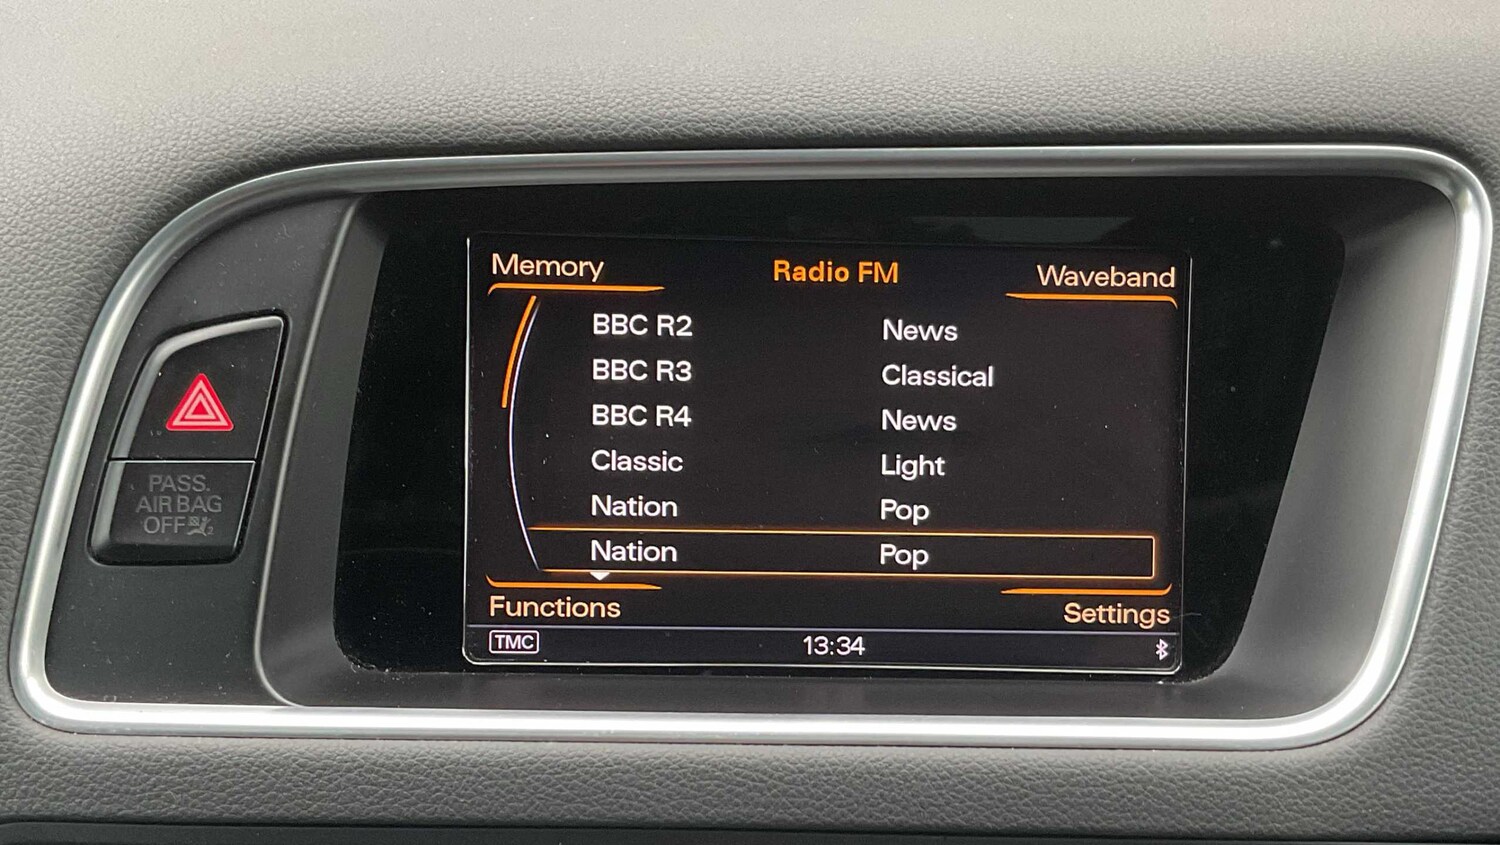 Memory Radio FM Waveband
BBC R2 News
BBC R3 Classical
BBC R4 News
Classic Light
Nation Pop
Nation Pop
Functions Settings
TMC 13:34
PASS.
AIR BAG
OFF